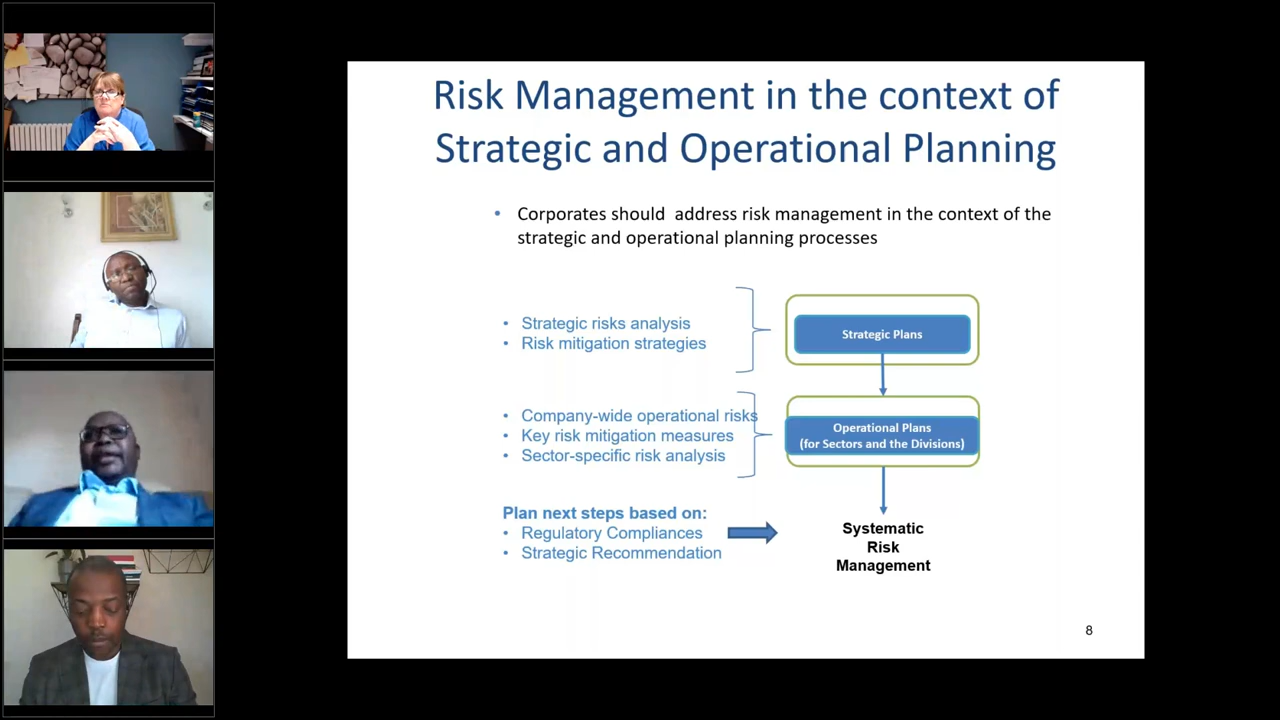 Risk Management in the context of
Strategic and Operational Planning
• Corporates should address risk management in the context of the
strategic and operational planning processes
• Strategic risks analysis
• Risk mitigation strategies
Strategic Plans
• Company-wide operational risks
• Key risk mitigation measures
• Sector-specific risk analysis
Operational Plans
(for Sectors and the Divisions)
Plan next steps based on:
• Regulatory Compliances
• Strategic Recommendation
Systematic
Risk
Management
8